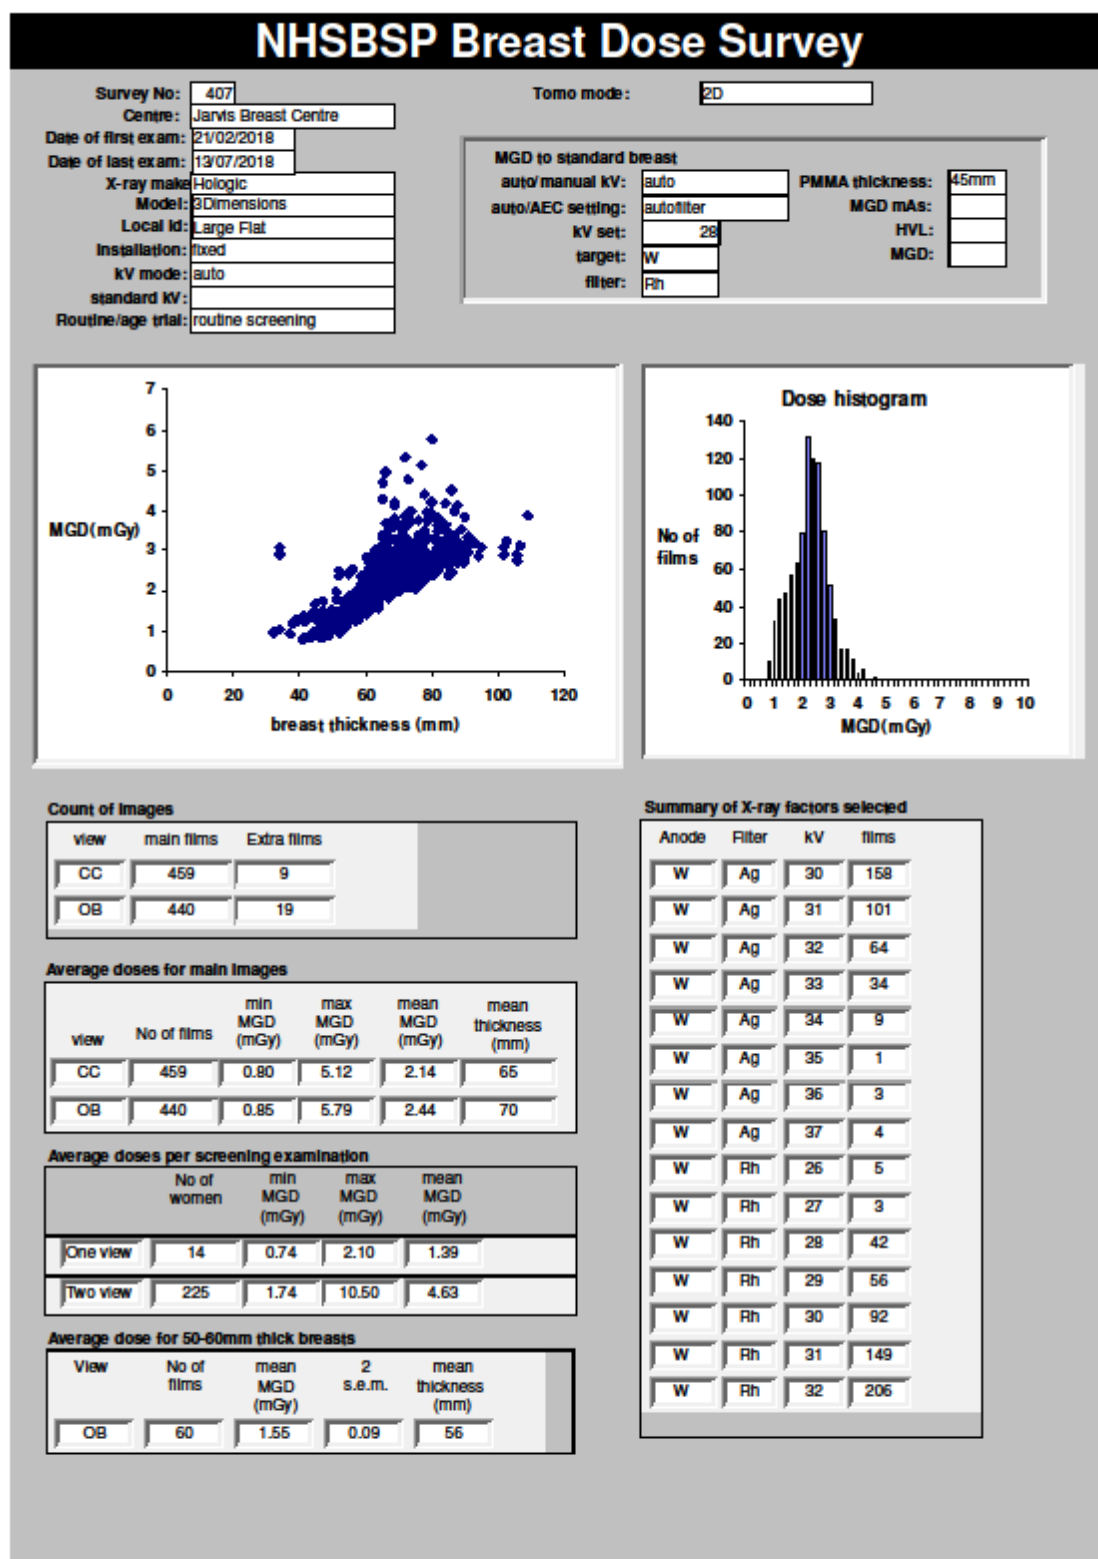 NHSBSP Breast Dose Survey
Survey No: 407
Tomo mode: 2D
Centre: Jarvis Breast Centre
Date of first exam: 21/02/2018
Date of last exam: 13/07/2018
X-ray make Hologic
Model: 3Dimensions
Local Id: Large Flat
Installation: fixed
kV mode: auto
standard kV:
Routine/age trial: routine screening
MGD to standard breast
auto/manual kV: auto PMMA thickness: 45mm
auto/AEC setting: autofilter MGD mAs:
kV set: 28 HVL:
target: W MGD:
filter: Rh
7
6
5
4
3
2
1
0
MGD(mGy)
0 20 40 60 80 100 120
breast thickness (mm)
Dose histogram
140
120
100
80
60
40
20
0
No of
films
0 1 2 3 4 5 6 7 8 9 10
MGD(mGy)
Count of Images
view main films Extra films
CC 459 9
OB 440 19
Average doses for main Images
view No of films min MGD (mGy) max MGD (mGy) mean MGD (mGy) mean thickness (mm)
CC 459 0.80 5.12 2.14 65
OB 440 0.85 5.79 2.44 70
Average doses per screening examination
No of women min MGD (mGy) max MGD (mGy) mean MGD (mGy)
One view 14 0.74 2.10 1.39
Two view 225 1.74 10.50 4.63
Average dose for 50-60mm thick breasts
View No of films mean MGD (mGy) 2 s.e.m. mean thickness (mm)
OB 60 1.55 0.09 56
Summary of X-ray factors selected
Anode Filter kV films
W Ag 30 158
W Ag 31 101
W Ag 32 64
W Ag 33 34
W Ag 34 9
W Ag 35 1
W Ag 36 3
W Ag 37 4
W Rh 26 5
W Rh 27 3
W Rh 28 42
W Rh 29 56
W Rh 30 92
W Rh 31 149
W Rh 32 206